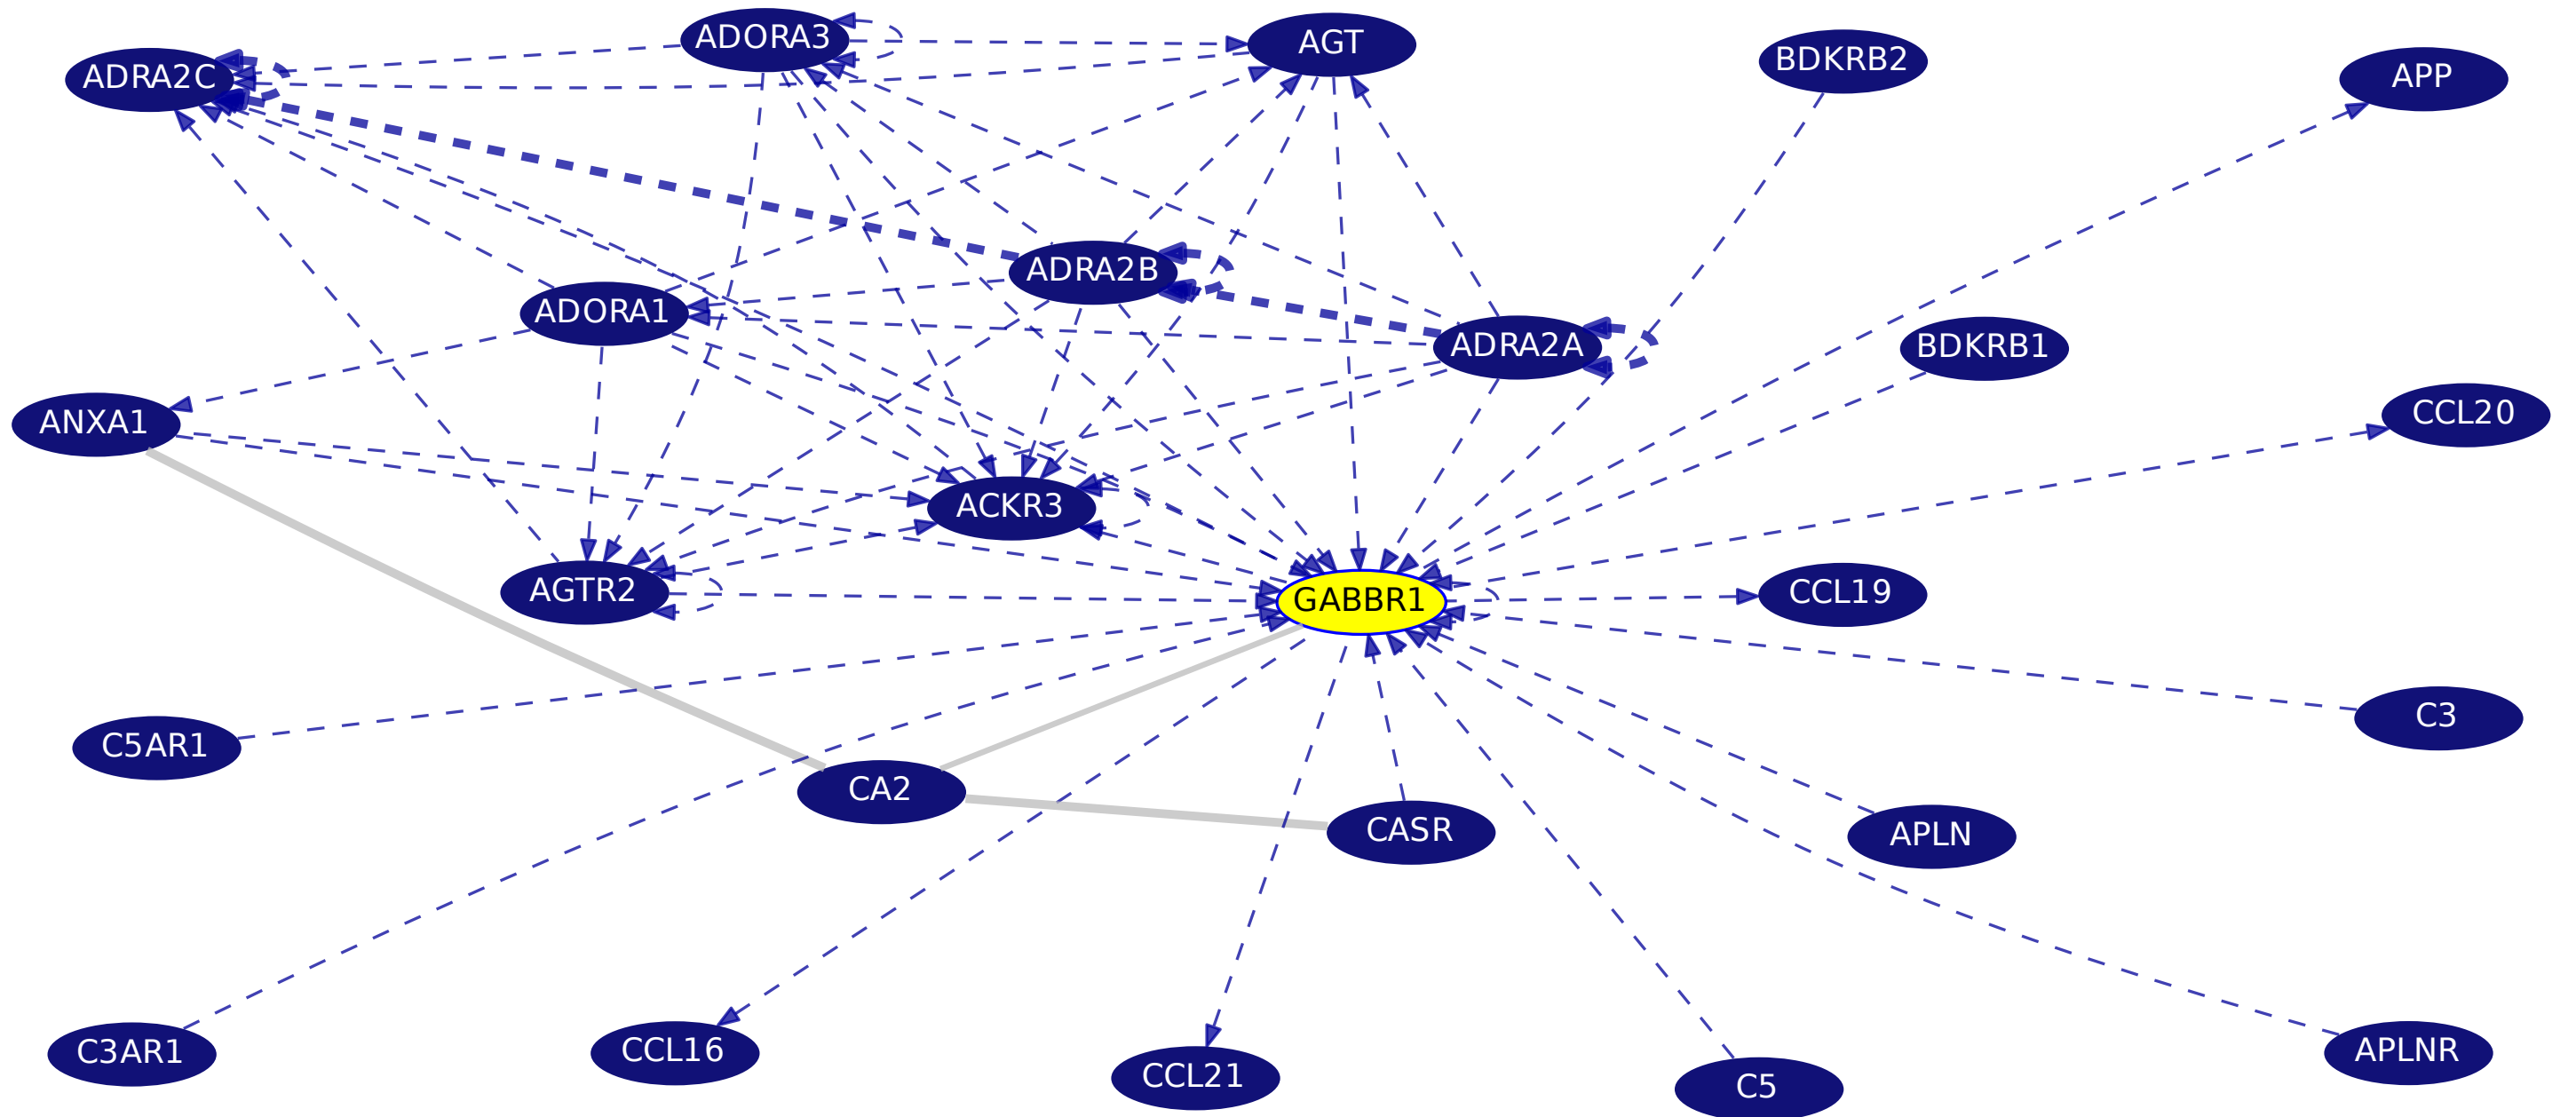 ADORA3
AGT
BDKRB2
ADRA2C
APP
ADRA2B
ADORA1
ADRA2A
BDKRB1
ANXA1
CCL20
ACKR3
AGTR2
GABBR1
CCL19
C5AR1
C3
CA2
CASR
APLN
C3AR1
CCL16
CCL21
C5
APLNR